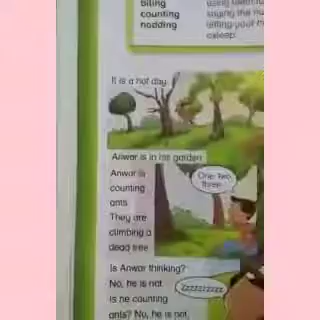 biting
counting
nodding
asleep.
It is a hot day.
Anwar is in his garden.
Anwar is
counting
ants.
They are
climbing a
dead tree.
One two
three
Is Anwar thinking?
No, he is not.
zzzzzzzzzz
Is he counting
ants? No, he is not.